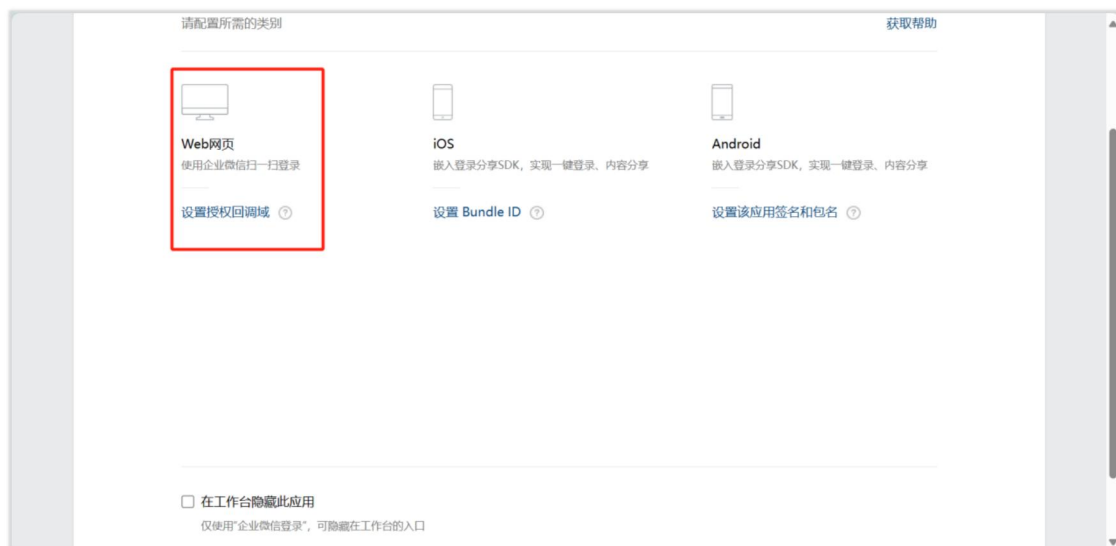 请配置所需的类别
获取帮助
Web网页
使用企业微信扫一扫登录
设置授权回调域 ?
iOS
嵌入登录分享SDK，实现一键登录、内容分享
设置 Bundle ID ?
Android
嵌入登录分享SDK，实现一键登录、内容分享
设置该应用签名和包名 ?
在工作台隐藏此应用
仅使用"企业微信登录"，可隐藏在工作台的入口